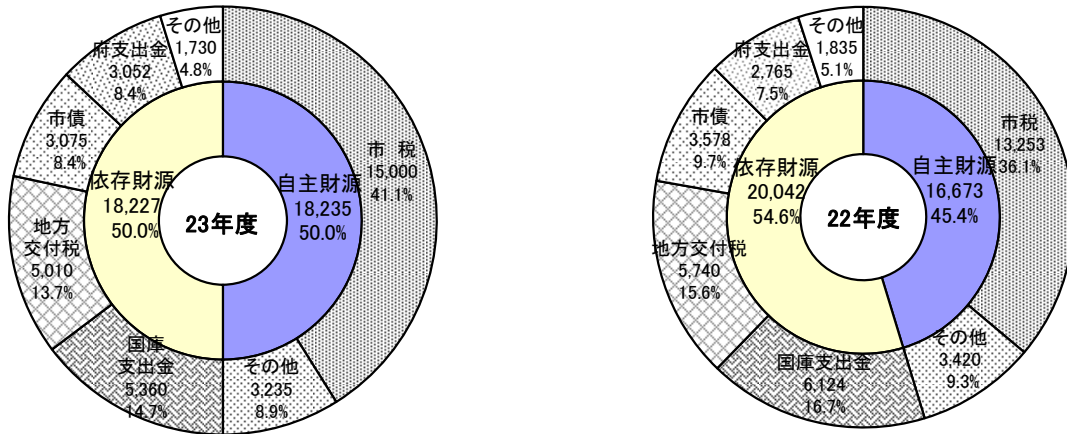 その他
1,730
4.8%
府支出金
3,052
8.4%
市債
3,075
8.4%
地方
交付税
5,010
13.7%
国庫
支出金
5,360
14.7%
その他
3,235
8.9%
市 税
15,000
41.1%
依存財源
18,227
50.0%
自主財源
18,235
50.0%
23年度
その他
1,835
5.1%
府支出金
2,765
7.5%
市債
3,578
9.7%
地方交付税
5,740
15.6%
国庫支出金
6,124
16.7%
その他
3,420
9.3%
市税
13,253
36.1%
依存財源
20,042
54.6%
自主財源
16,673
45.4%
22年度